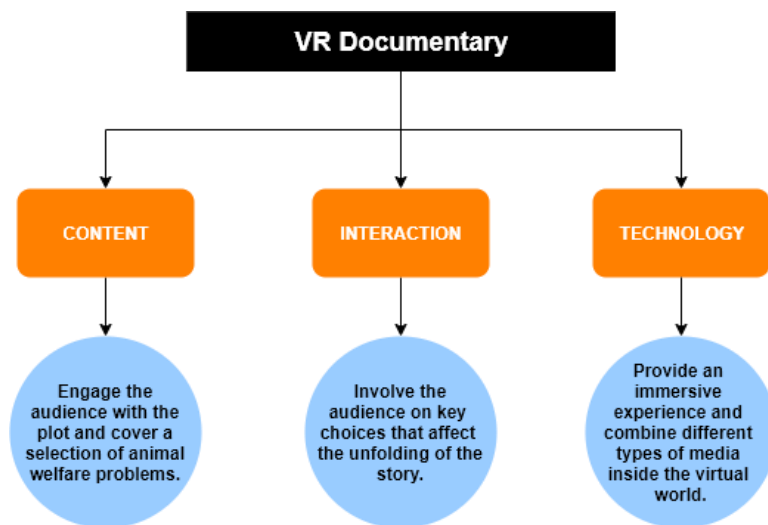 VR Documentary
CONTENT
INTERACTION
TECHNOLOGY
Engage the
audience with the
plot and cover a
selection of animal
welfare problems.
Involve the
audience on key
choices that affect
the unfolding of the
story.
Provide an
immersive
experience and
combine different
types of media
inside the virtual
world.